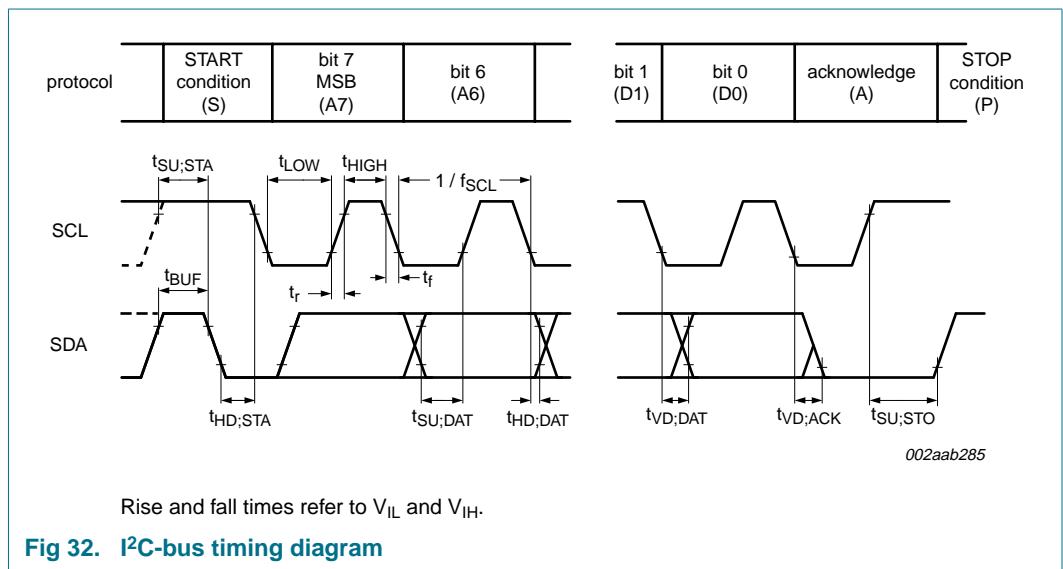 protocol
START
condition
(S)
bit 7
MSB
(A7)
bit 6
(A6)
bit 1
(D1)
bit 0
(D0)
acknowledge
(A)
STOP
condition
(P)
tSU;STA
tLOW
tHIGH
1 / fSCL
SCL
tBUF
tr
tf
SDA
tHD;STA
tSU;DAT
tHD;DAT
tVD;DAT
tVD;ACK
tSU;STO
002aab285
Rise and fall times refer to VIL and VIH.
Fig 32. I²C-bus timing diagram